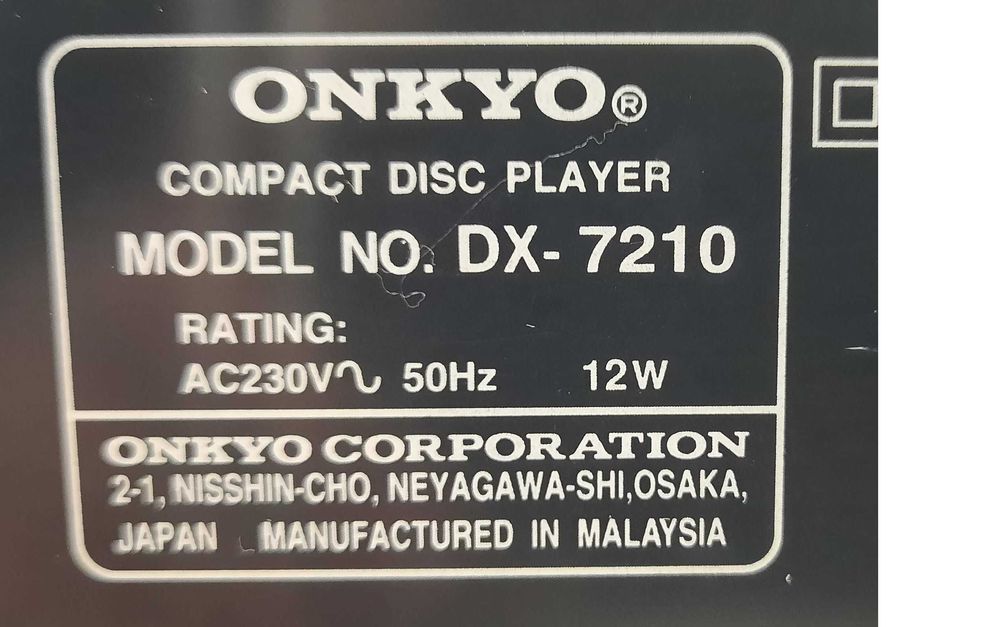 ONKYO®
COMPACT DISC PLAYER
MODEL NO. DX- 7210
RATING:
AC230V∿ 50Hz 12W
ONKYO CORPORATION
2-1, NISSHIN-CHO, NEYAGAWA-SHI,OSAKA,
JAPAN MANUFACTURED IN MALAYSIA